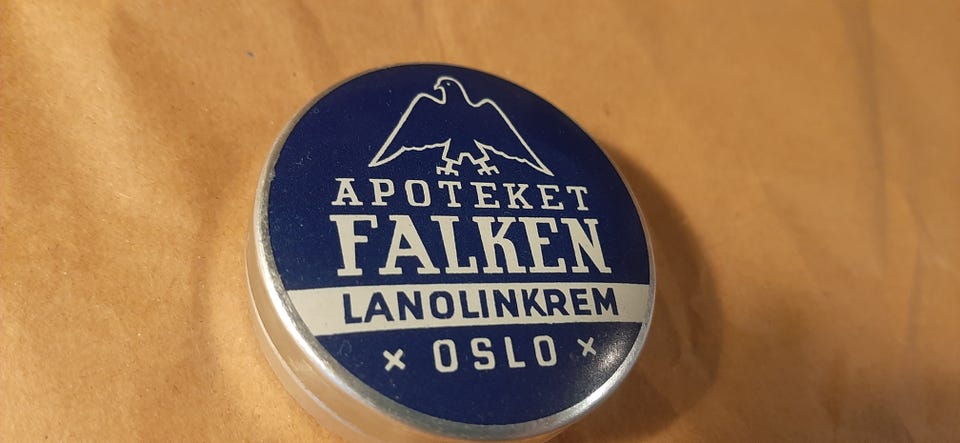 APOTEKET
FALKEN
LANOLINKREM
× OSLO ×